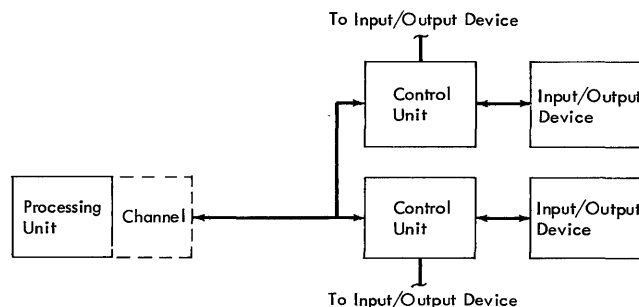 To Input/Output Device
Control
Unit
Input/Output
Device
Processing
Unit
Channel
Control
Unit
Input/Output
Device
To Input/Output Device